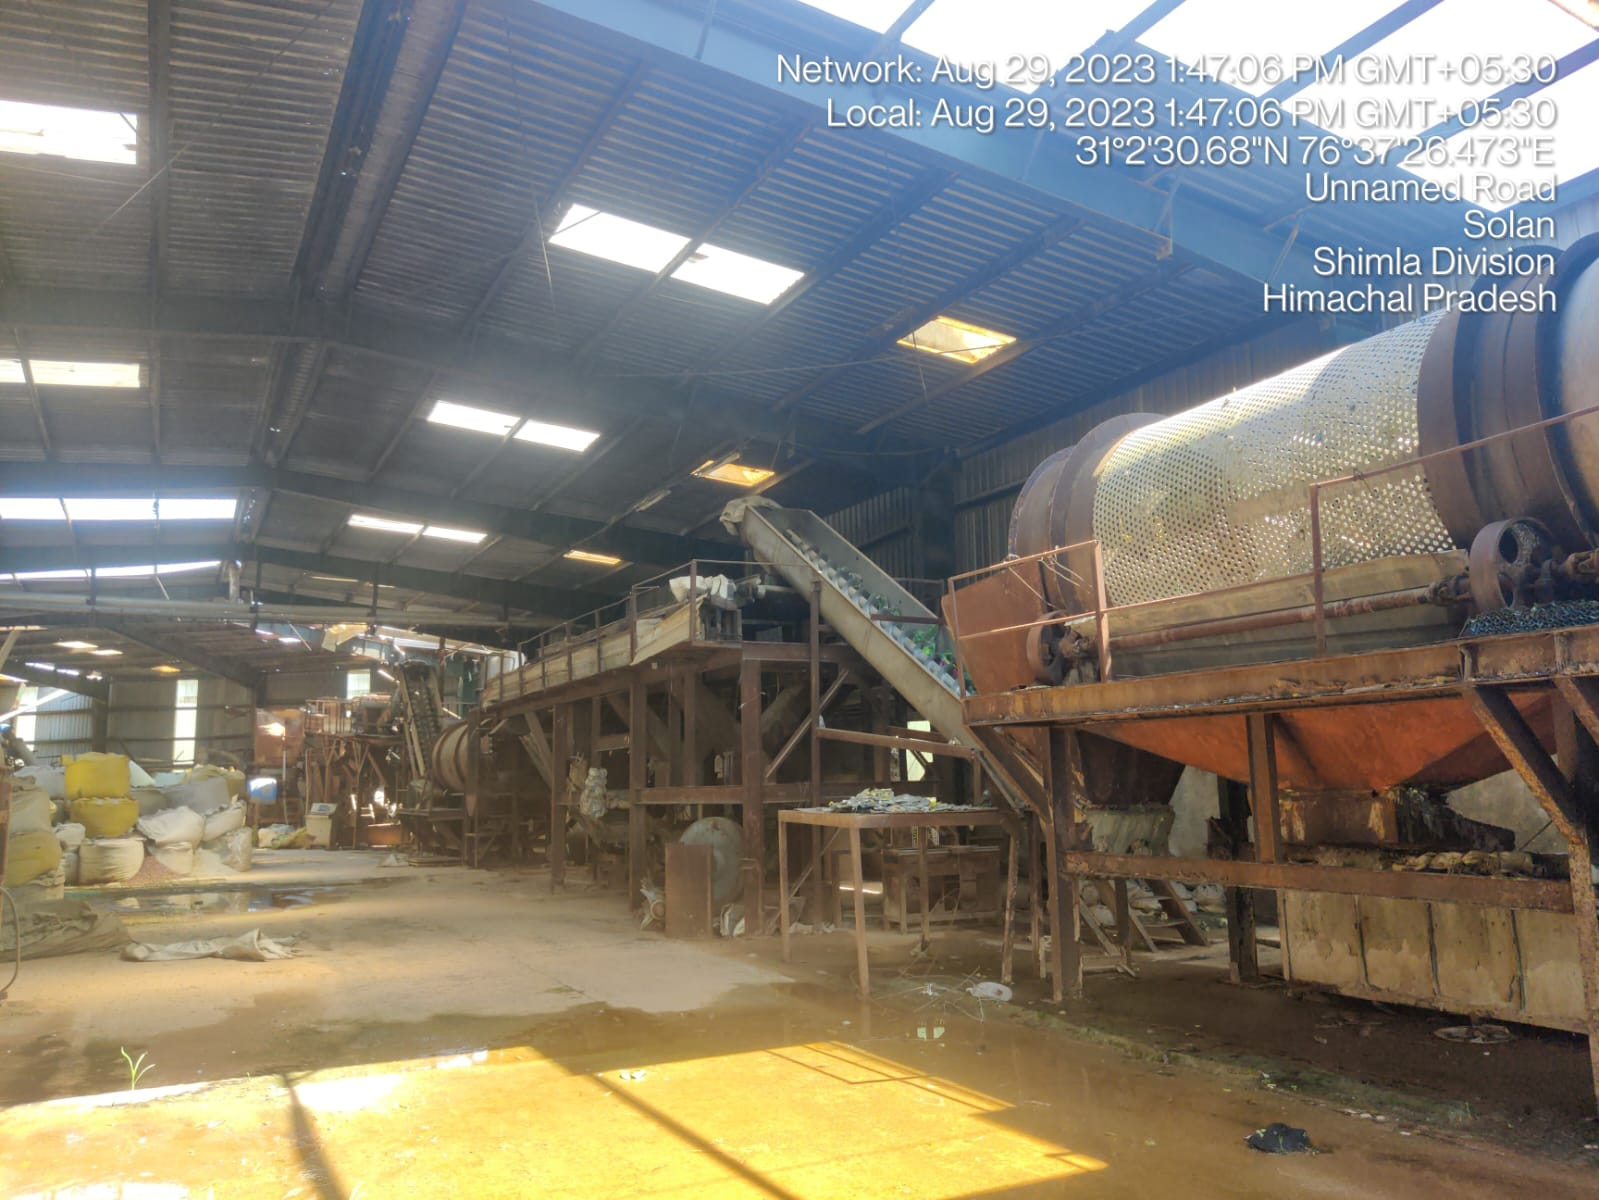 Network: Aug 29, 2023 1:47:06 PM GMT+05:30
Local: Aug 29, 2023 1:47:06 PM GMT+05:30
31°2'30.68"N 76°37'26.473"E
Unnamed Road
Solan
Shimla Division
Himachal Pradesh